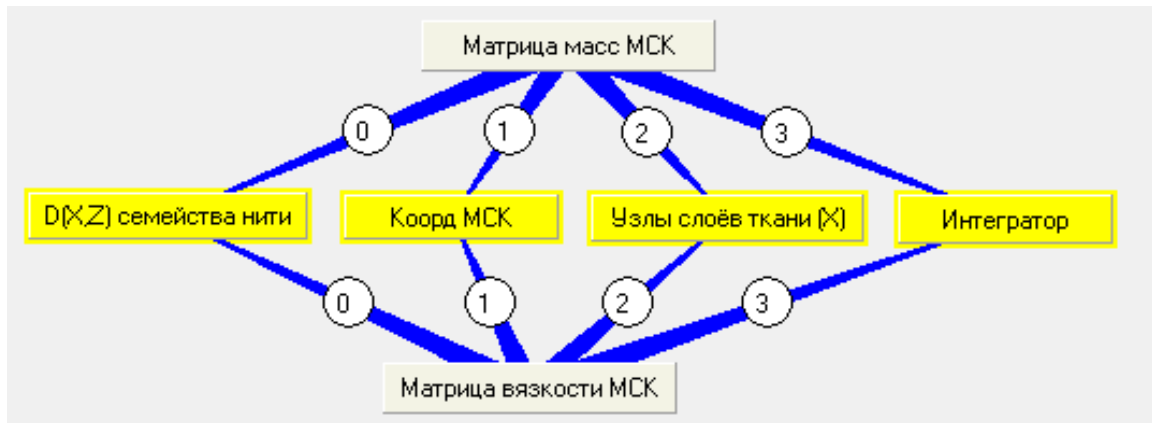 Матрица масс МСК
0 1 2 3
D(X,Z) семейства нити Коорд МСК Узлы слоёв ткани (X) Интегратор
0 1 2 3
Матрица вязкости МСК